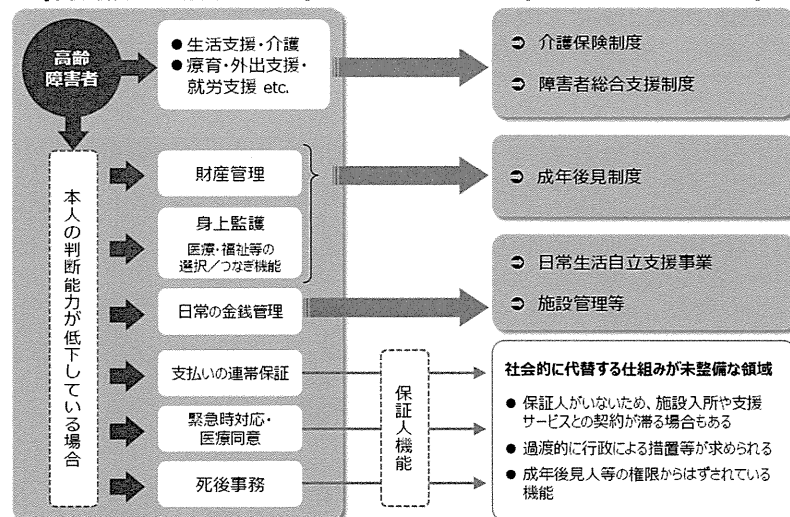 高齢
障害者
● 生活支援・介護
● 療育・外出支援・
就労支援 etc.
介護保険制度
障害者総合支援制度
本人の判断能力が低下している場合
財産管理
身上監護
医療・福祉等の
選択／つなぎ機能
成年後見制度
日常の金銭管理
日常生活自立支援事業
施設管理等
支払いの連帯保証
緊急時対応・
医療同意
死後事務
保証人機能
社会的に代替する仕組みが未整備な領域
● 保証人がいないため、施設入所や支援
サービスとの契約が滞る場合もある
● 過渡的に行政による措置等が求められる
● 成年後見人等の権限からはずされている
機能